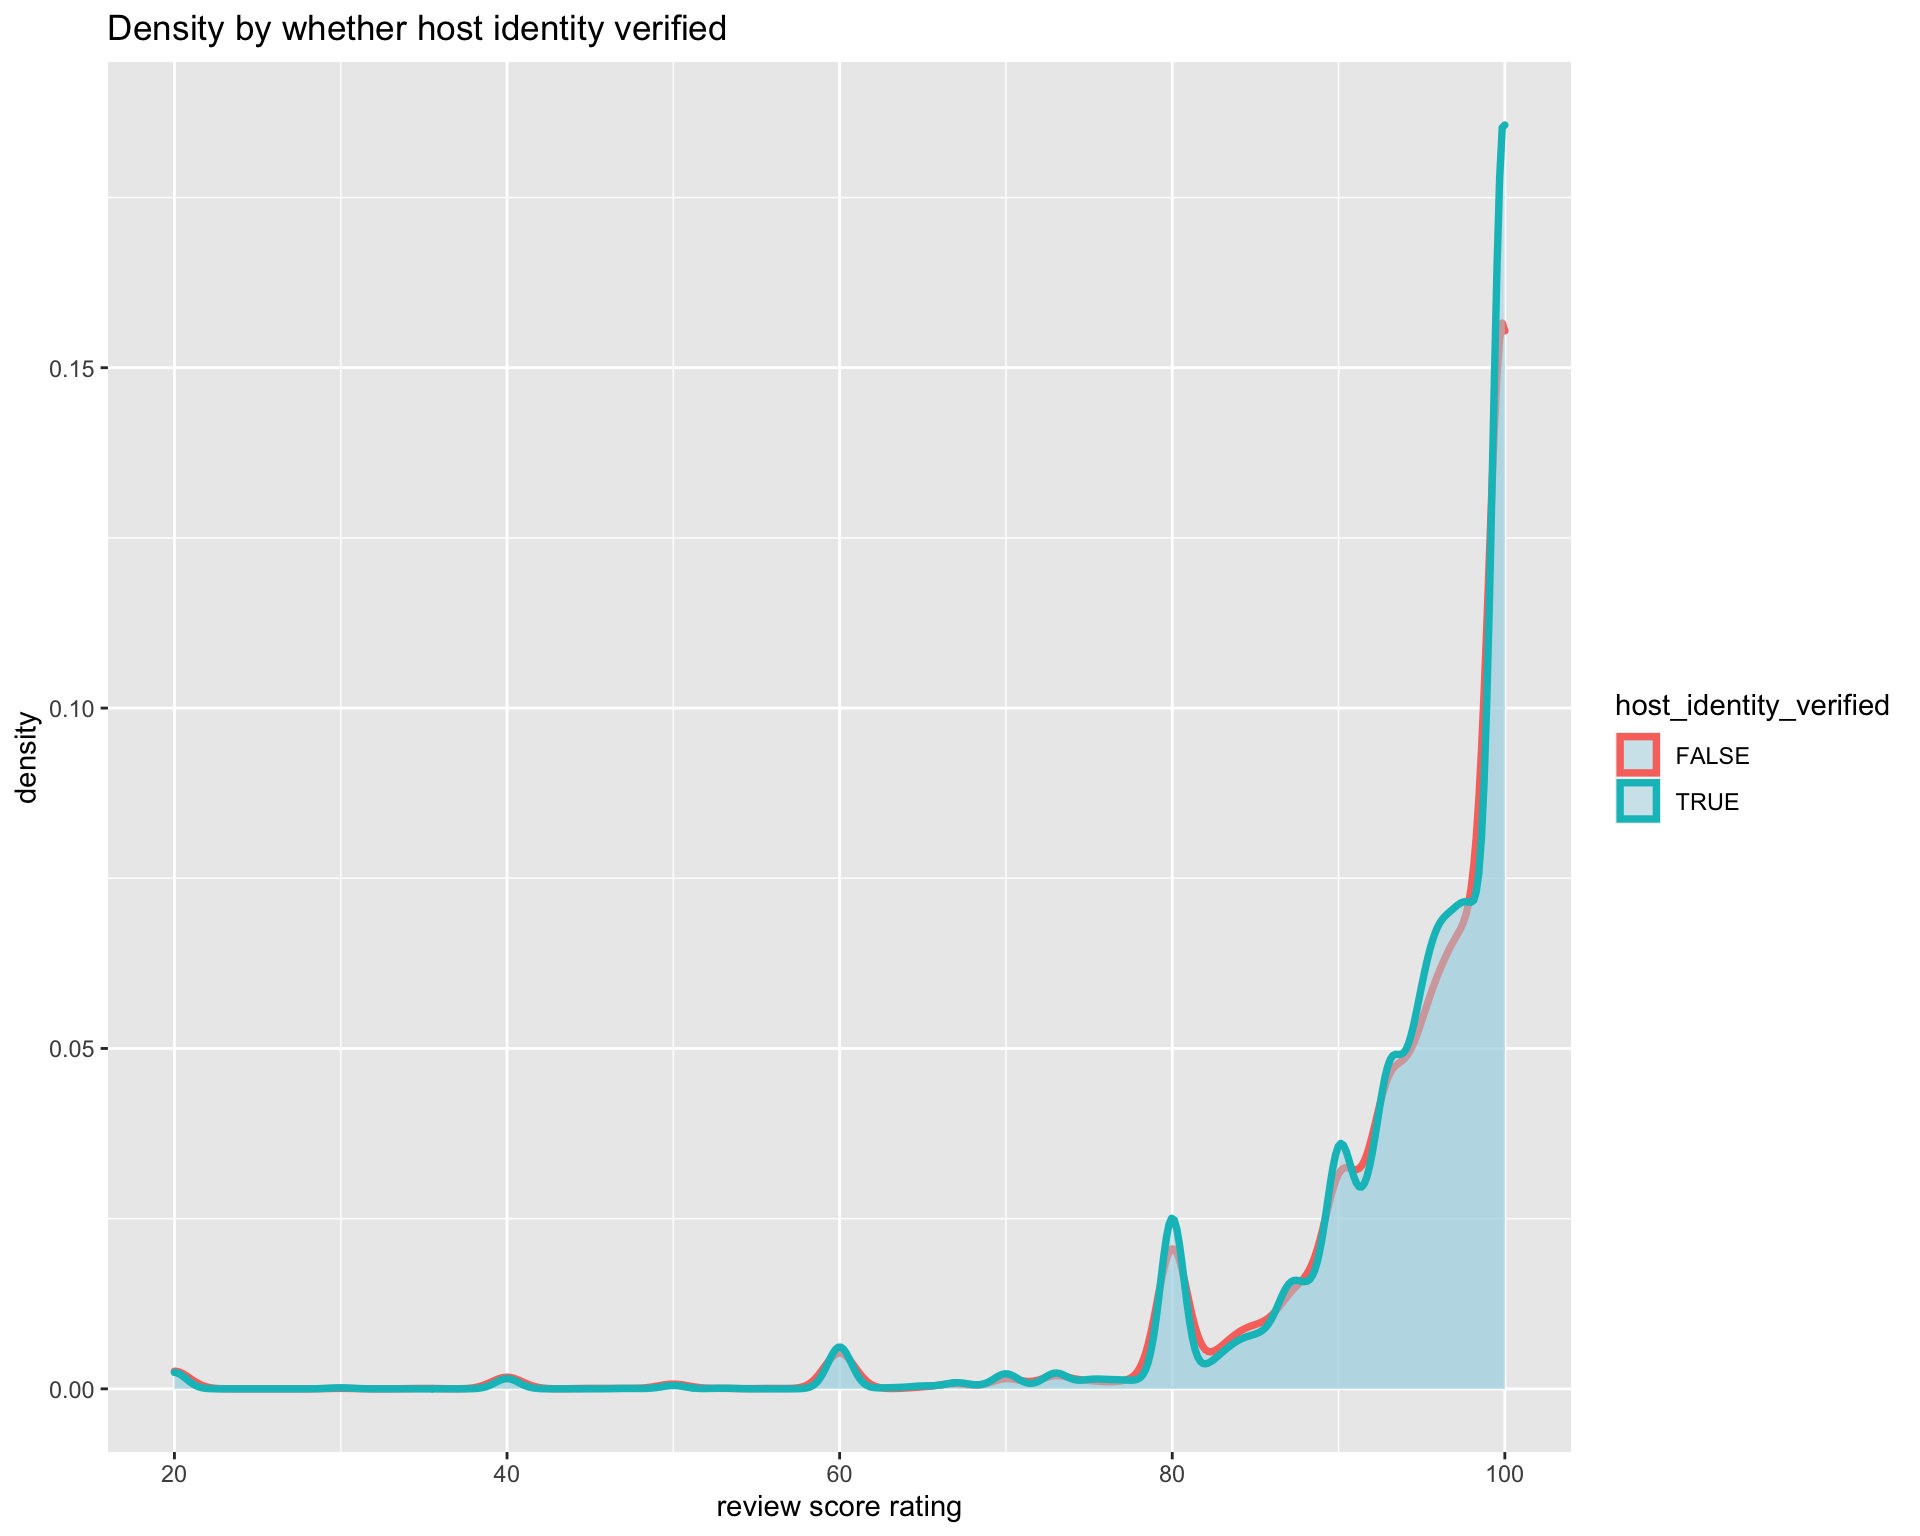 Density by whether host identity verified
0.15
0.10
0.05
0.00
density
20 40 60 80 100
review score rating
host_identity_verified
FALSE
TRUE